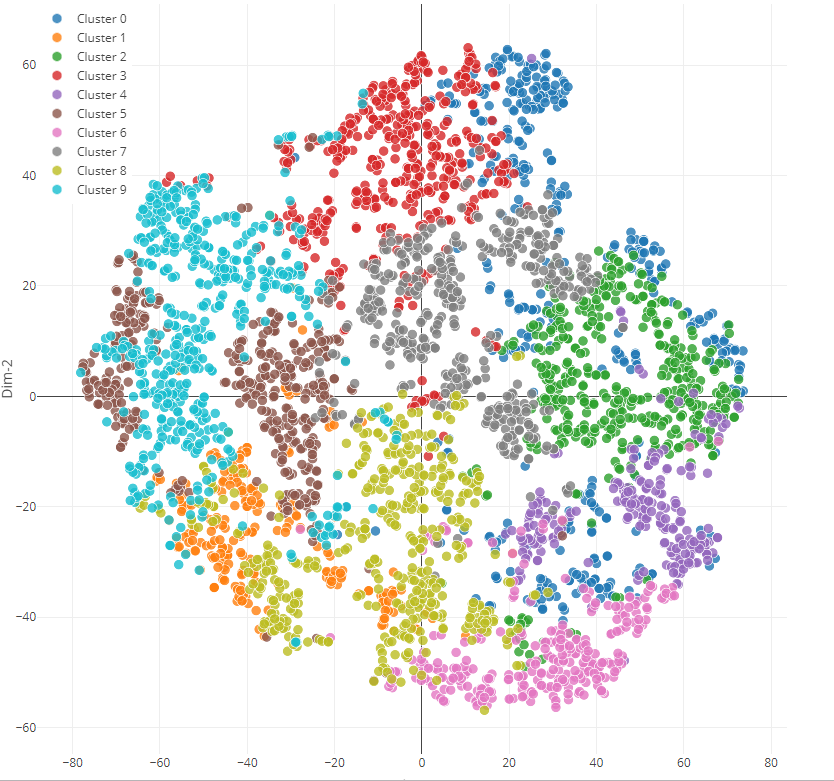 Cluster 0
Cluster 1
Cluster 2
Cluster 3
Cluster 4
Cluster 5
Cluster 6
Cluster 7
Cluster 8
Cluster 9
Dim-2
60
40
20
0
−20
−40
−60
−80 −60 −40 −20 0 20 40 60 80